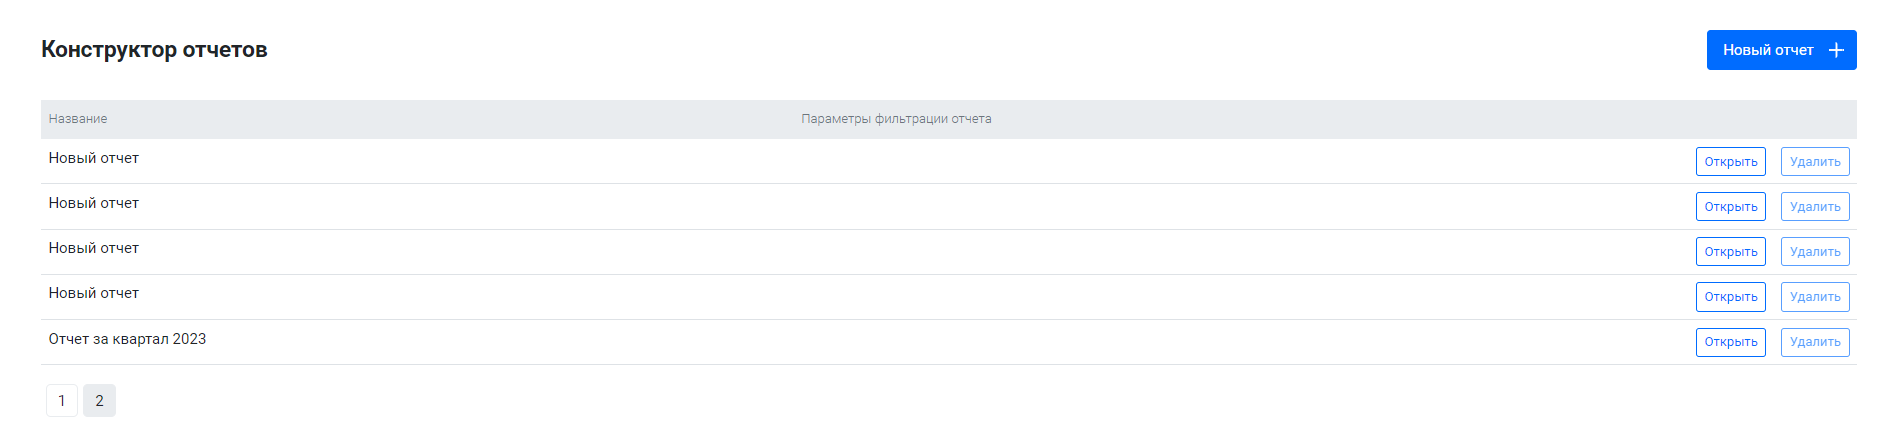 Конструктор отчетов
Новый отчет
Название Параметры фильтрации отчета
Новый отчет Открыть Удалить
Новый отчет Открыть Удалить
Новый отчет Открыть Удалить
Новый отчет Открыть Удалить
Отчет за квартал 2023 Открыть Удалить
1 2